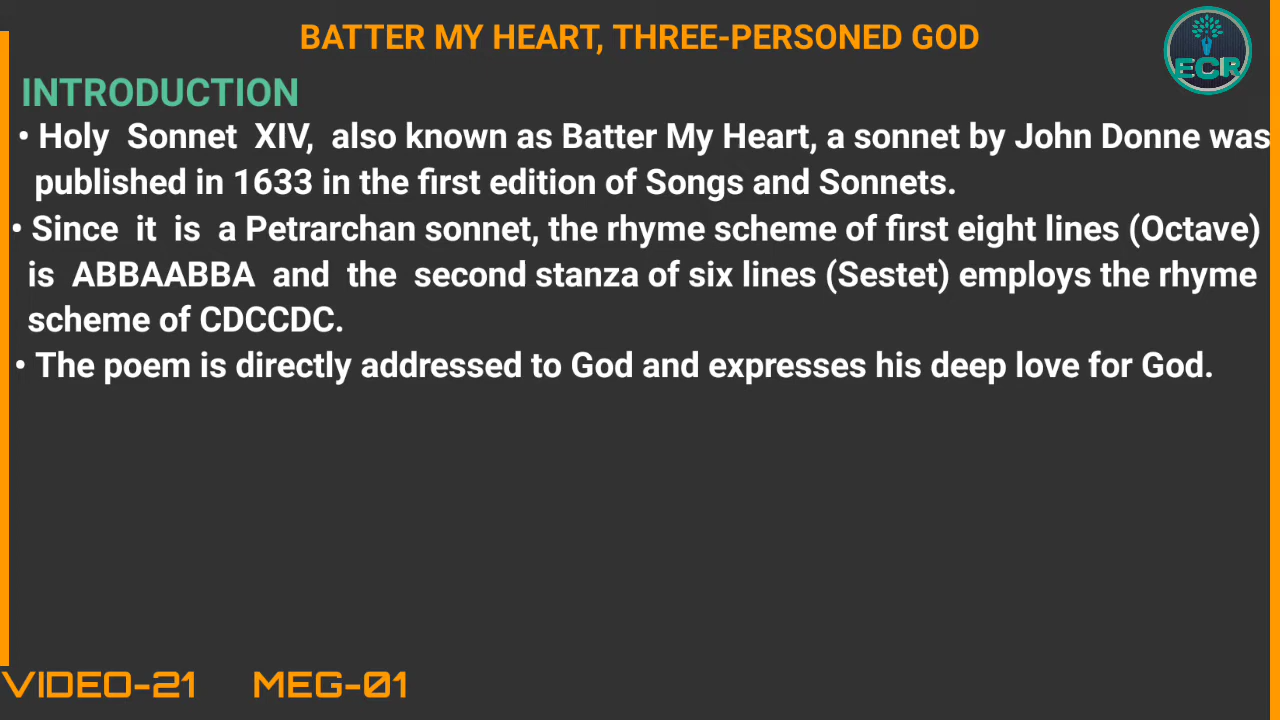 BATTER MY HEART, THREE-PERSONED GOD
ECR
INTRODUCTION
• Holy Sonnet XIV, also known as Batter My Heart, a sonnet by John Donne was
published in 1633 in the first edition of Songs and Sonnets.
• Since it is a Petrarchan sonnet, the rhyme scheme of first eight lines (Octave)
is ABBAABBA and the second stanza of six lines (Sestet) employs the rhyme
scheme of CDCCDC.
• The poem is directly addressed to God and expresses his deep love for God.
VIDEO-21 MEG-01